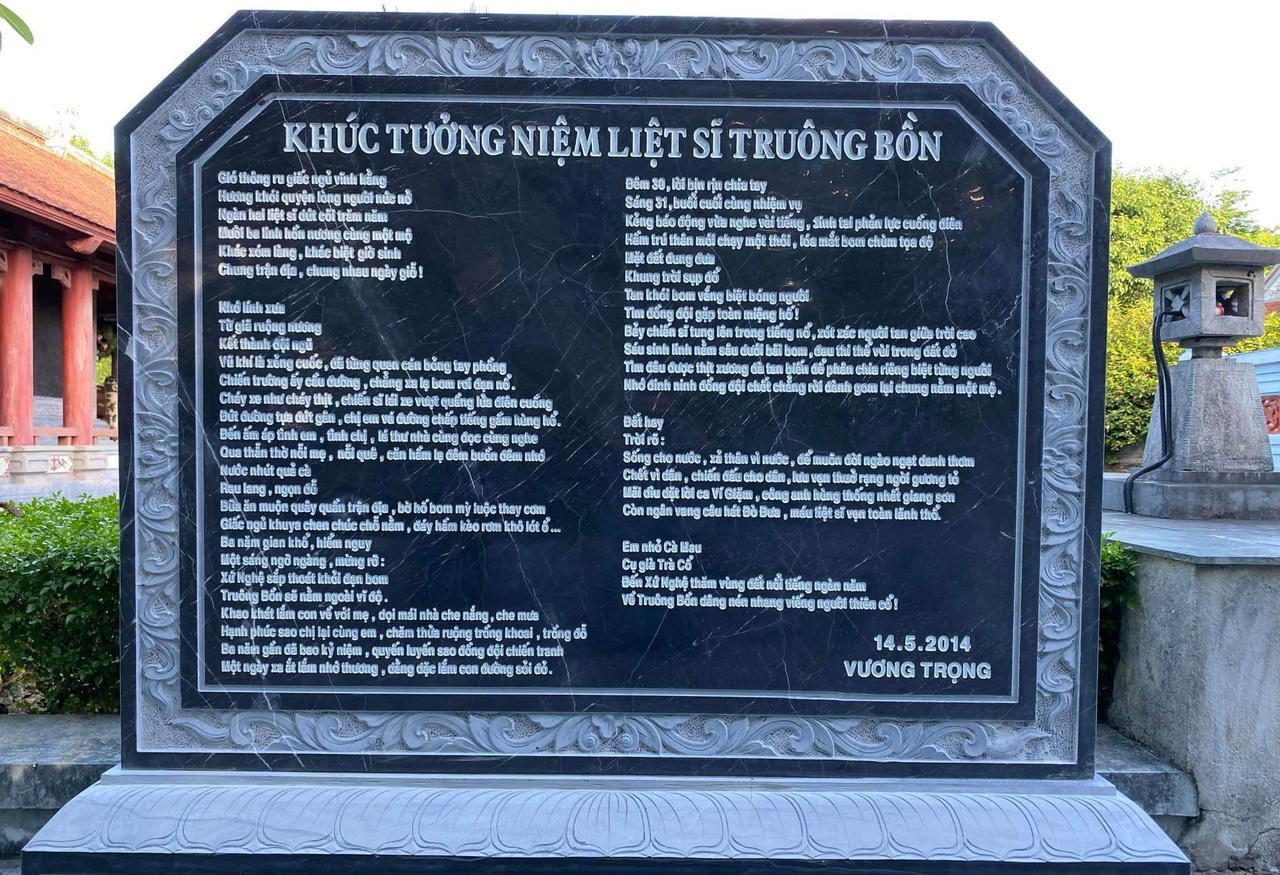 KHÚC TƯỞNG NIỆM LIỆT SĨ TRUÔNG BỒN
Gió thông ru giấc ngủ vĩnh hằng
Hương khói quyện lòng người nức nở
Ngàn hai liệt sĩ dứt cõi trăm năm
Mười ba linh hồn nương cùng một mộ
Khác xóm làng , khác biệt giờ sinh
Chung trận địa , chung nhau ngày giỗ !
Nhớ lính xưa
Từ giã ruộng nương
Kết thành đội ngũ
Vũ khí là xẻng cuốc , đã từng quen cán bỏng tay phồng
Chiến trường ấy cầu đường , chẳng xa lạ bom rơi đạn nổ .
Cháy xe như cháy thịt , chiến sĩ lái xe vượt quãng lửa điên cuồng
Đứt đường tựa đứt gân , chị em vá đường chấp tiếng gầm hùng hổ .
Đến ấm áp tình em , tình chị , lá thư nhà cùng đọc cùng nghe
Qua thẫn thờ nỗi mẹ , nỗi quê , căn hầm lạ đêm buồn đêm nhớ
Nước nhút quả cà
Rau lang , ngọn đỗ
Bữa ăn muộn quây quần trận địa , bờ hố bom mỳ luộc thay cơm
Giấc ngủ khuya chen chúc chỗ nằm , đáy hầm kèo rơm khô lót ổ ...
Ba năm gian khổ , hiểm nguy
Một sáng ngỡ ngàng , mừng rỡ :
Xứ Nghệ sắp thoát khỏi đạn bom
Truông Bồn sẽ nằm ngoài vĩ độ .
Khao khát lắm con về với mẹ , dọi mái nhà che nắng , che mưa
Hạnh phúc sao chị lại cùng em , chăm thửa ruộng trồng khoai , trồng đỗ
Ba năm gần đã bao kỷ niệm , quyến luyến sao đồng đội chiến tranh
Một ngày xa ắt lắm nhớ thương , đằng đặc lắm con đường sỏi đỏ .
Đêm 30 , lời bịn rịn chia tay
Sáng 31 , buổi cuối cùng nhiệm vụ
Kẻng báo động vừa nghe vài tiếng , đinh tai phản lực cuồng điên
Hầm trú thân mới chạy một thôi , lóa mắt bom chùm tọa độ
Mặt đất đung đưa
Khung trời sụp đổ
Tan khói bom vắng biệt bóng người
Tìm đồng đội gặp toàn miệng hố !
Bảy chiến sĩ tung lên trong tiếng nổ , xót xác người tan giữa trời cao
Sáu sinh linh nằm sâu dưới bãi bom , đau thi thể vùi trong đất đỏ
Tìm đâu được thịt xương đã tan biến để phân chia riêng biệt từng người
Nhớ đinh ninh đồng đội chết chẳng rời đành gom lại chung nằm một mộ .
Đất hay
Trời rõ :
Sống cho nước , xả thân vì nước , để muôn đời ngào ngạt danh thơm
Chết vì dân , chiến đấu cho dân , lưu vạn thuở rạng ngời gương tỏ
Mãi dìu dặt lời ca Ví Giặm , công anh hùng thống nhất giang sơn
Còn ngân vang câu hát Đò Đưa , máu liệt sĩ vẹn toàn lãnh thổ.
Em nhỏ Cà Mau
Cụ già Trà Cổ
Đến Xứ Nghệ thăm vùng đất nổi tiếng ngàn năm
Về Truông Bồn dâng nén nhang viếng người thiên cổ !
14.5.2014
VƯƠNG TRỌNG